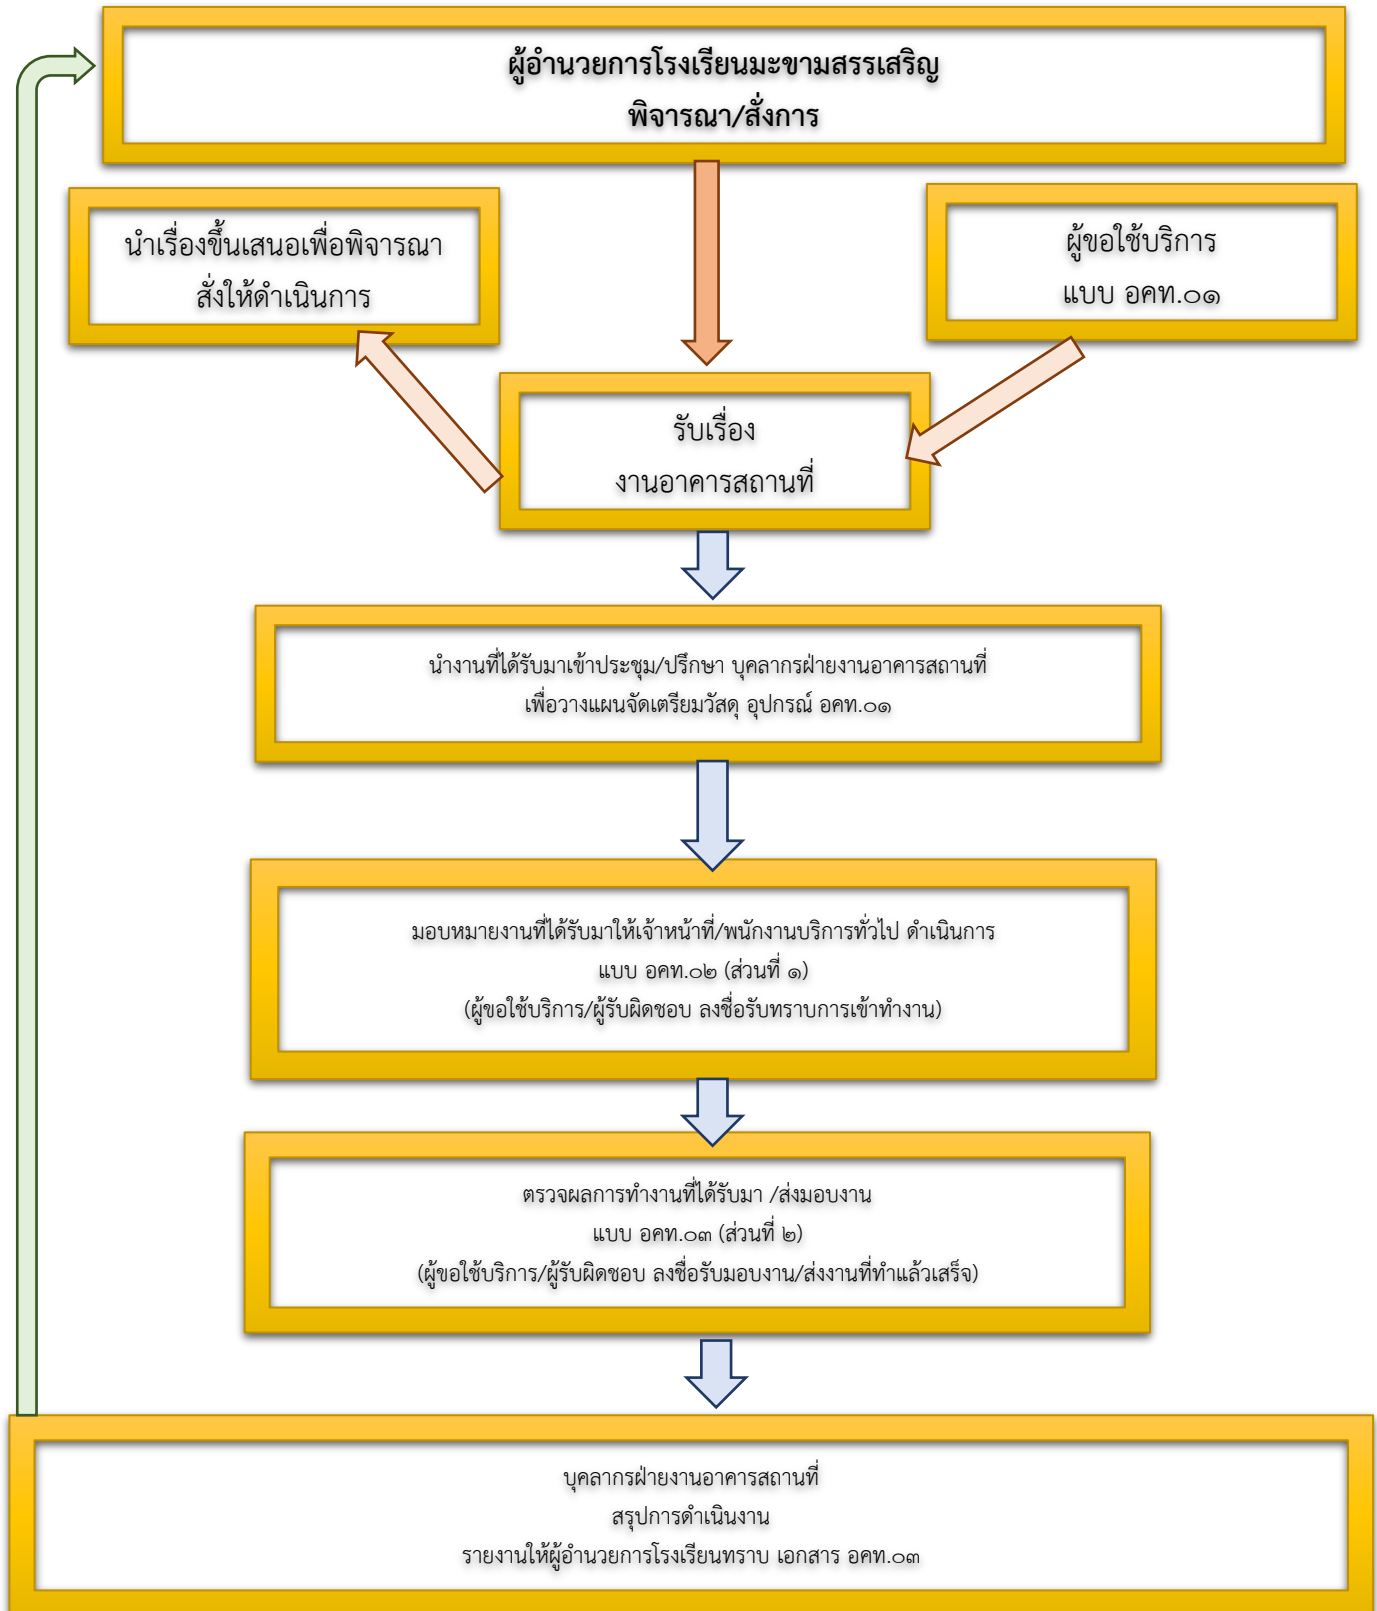 ผู้อำนวยการโรงเรียนมะขามสรรเสริญ
พิจารณา/สั่งการ
นำเรื่องขึ้นเสนอเพื่อพิจารณา
สั่งให้ดำเนินการ
ผู้ขอใช้บริการ
แบบ อคท.๐๑
รับเรื่อง
งานอาคารสถานที่
นำงานที่ได้รับมาเข้าประชุม/ปรึกษา บุคลากรฝ่ายงานอาคารสถานที่
เพื่อวางแผนจัดเตรียมวัสดุ อุปกรณ์ อคท.๐๑
มอบหมายงานที่ได้รับมาให้เจ้าหน้าที่/พนักงานบริการทั่วไป ดำเนินการ
แบบ อคท.๐๒ (ส่วนที่ ๑)
(ผู้ขอใช้บริการ/ผู้รับผิดชอบ ลงชื่อรับทราบการเข้าทำงาน)
ตรวจผลการทำงานที่ได้รับมา /ส่งมอบงาน
แบบ อคท.๐๓ (ส่วนที่ ๒)
(ผู้ขอใช้บริการ/ผู้รับผิดชอบ ลงชื่อรับมอบงาน/ส่งงานที่ทำแล้วเสร็จ)
บุคลากรฝ่ายงานอาคารสถานที่
สรุปการดำเนินงาน
รายงานให้ผู้อำนวยการโรงเรียนทราบ เอกสาร อคท.๐๓